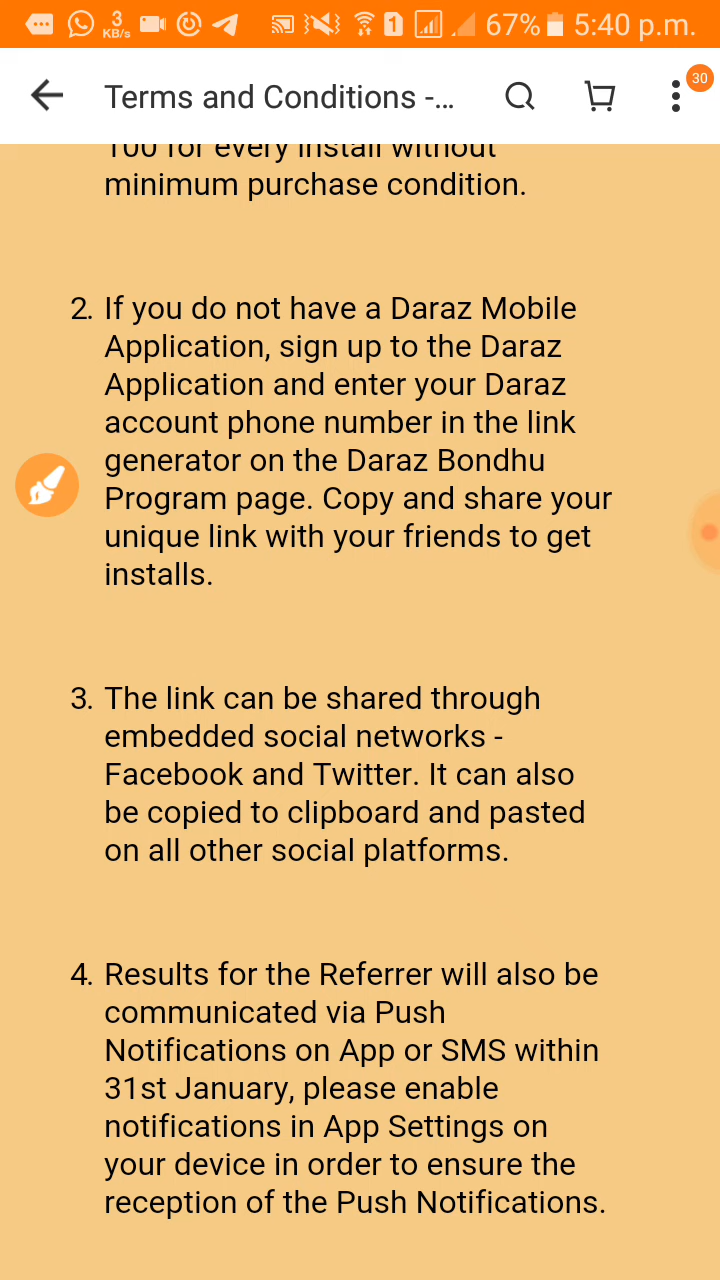 3
KB/s
1
67%
5:40 p.m.
Terms and Conditions -...
30
100 for every install without
minimum purchase condition.
2. If you do not have a Daraz Mobile
Application, sign up to the Daraz
Application and enter your Daraz
account phone number in the link
generator on the Daraz Bondhu
Program page. Copy and share your
unique link with your friends to get
installs.
3. The link can be shared through
embedded social networks -
Facebook and Twitter. It can also
be copied to clipboard and pasted
on all other social platforms.
4. Results for the Referrer will also be
communicated via Push
Notifications on App or SMS within
31st January, please enable
notifications in App Settings on
your device in order to ensure the
reception of the Push Notifications.